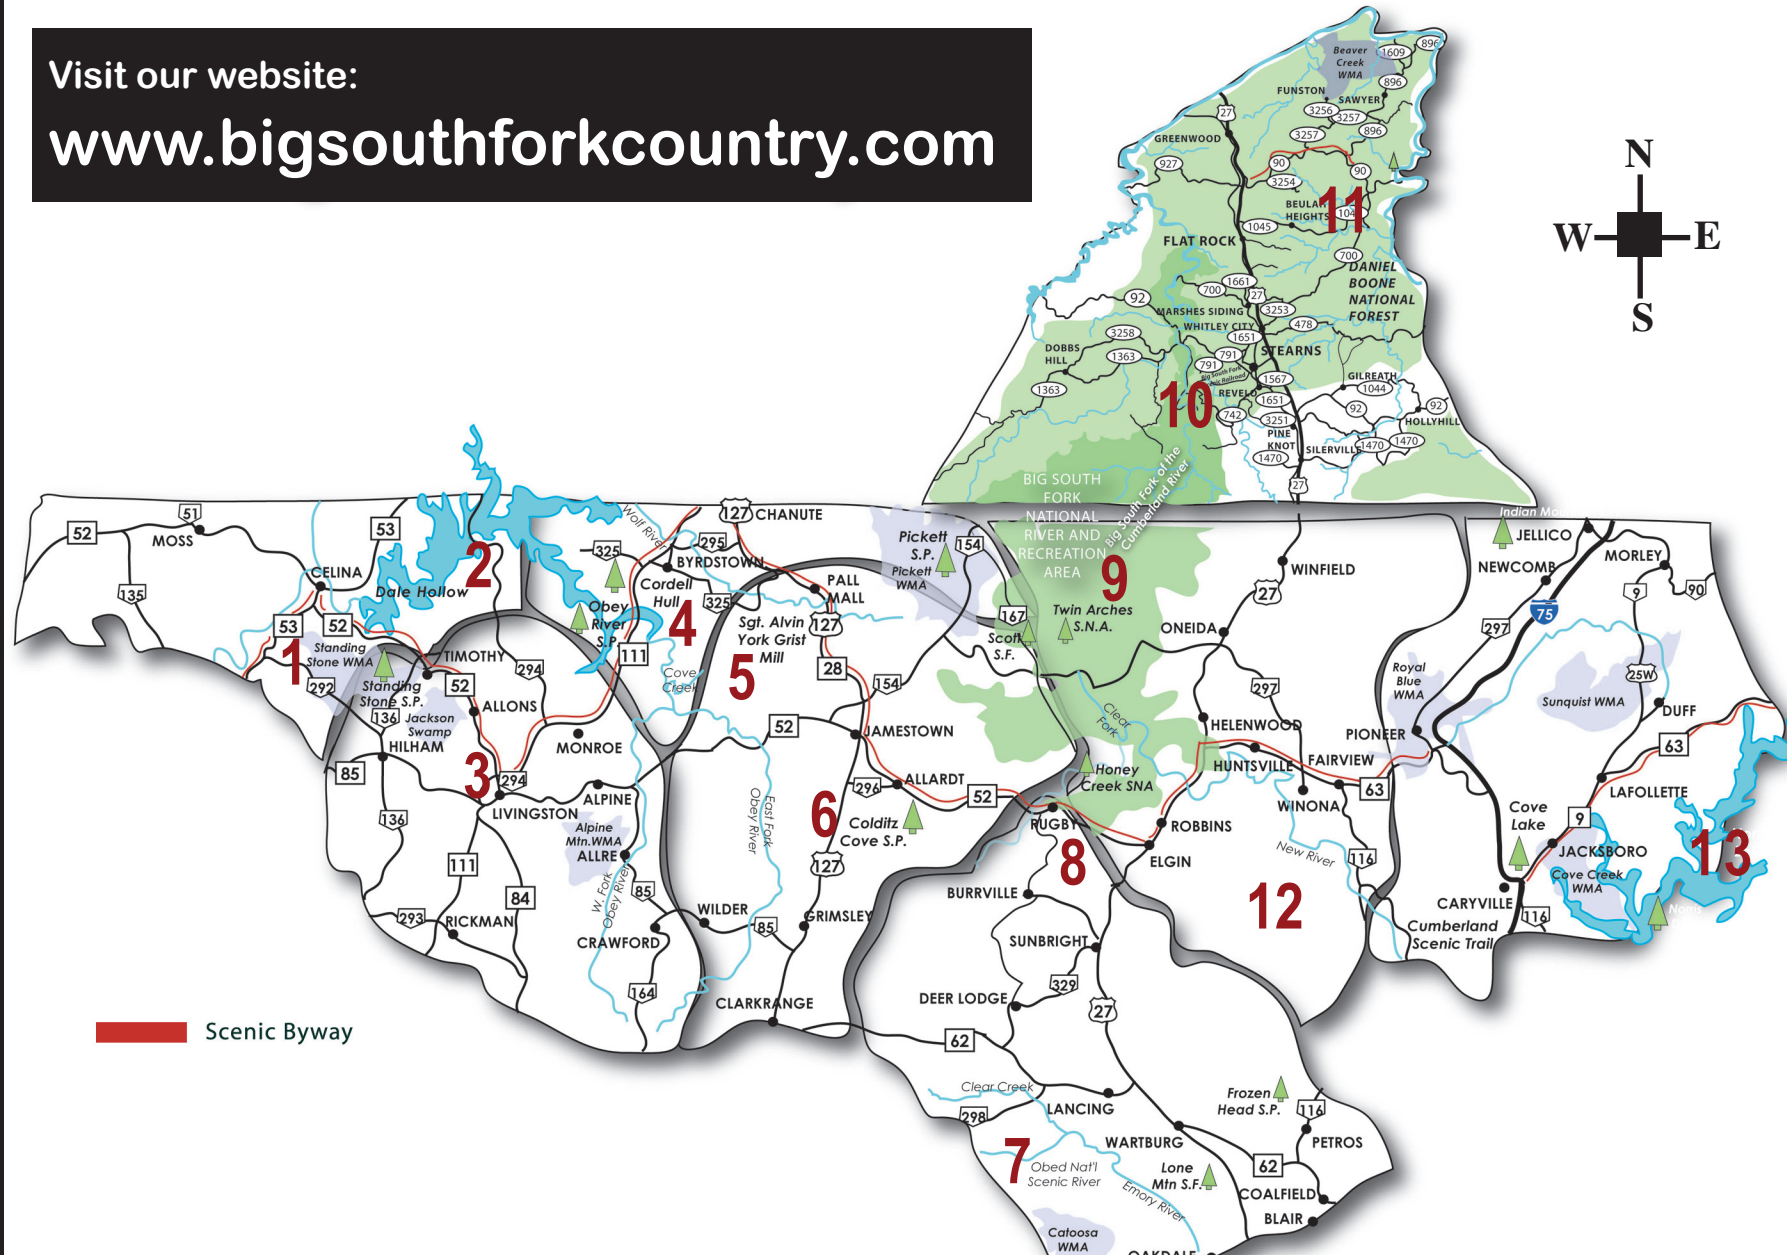 Visit our website:
www.bigsouthforkcountry.com
N
W
E
S
Beaver
Creek
WMA
1609
896
896
FUNSTON
SAWYER
3256
3257
3257
896
27
GREENWOOD
927
90
3254
90
BEULAH
HEIGHTS
11
1045
FLAT ROCK
700
DANIEL
BOONE
NATIONAL
FOREST
1661
700
27
92
3253
MARSHES SIDING
WHITLEY CITY
478
1651
3258
1363
DOBBS
HILL
791
791
STEARNS
Big South Fork
Scenic Railroad
1567
GILREATH
1044
1363
10
REVELO
1651
742
3251
92
92
HOLLYHILL
PINE
KNOT
1470
SILERVILLE
1470
1470
27
BIG SOUTH
FORK
NATIONAL
RIVER AND
RECREATION
AREA
Big South Fork of the
Cumberland River
52
51
MOSS
53
135
CELINA
2
Dale Hollow
53
52
1
Standing
Stone WMA
292
Standing
Stone S.P.
136
Jackson
Swamp
HILHAM
TIMOTHY
52
294
ALLONS
85
3
294
MONROE
LIVINGSTON
ALPINE
136
Alpine
Mtn.WMA
ALLRE
111
84
85
293
RICKMAN
CRAWFORD
W. Fork
Obey River
164
Wolf River
127
CHANUTE
325
295
BYRDSTOWN
Cordell
Hull
Obey
River
S.P.
4
325
111
Cove
Creek
Sgt. Alvin
York Grist
Mill
5
PALL
MALL
127
28
154
52
JAMESTOWN
296
ALLARDT
52
6
Colditz
Cove S.P.
East Fork
Obey River
127
WILDER
85
GRIMSLEY
CLARKRANGE
Pickett
S.P.
Pickett
WMA
154
167
Scott
S.F.
9
Twin Arches
S.N.A.
Clear
Fork
Honey
Creek SNA
WINFIELD
27
ONEIDA
297
HELENWOOD
HUNTSVILLE
FAIRVIEW
PIONEER
63
WINONA
RUGBY
ROBBINS
ELGIN
8
New River
116
12
BURRVILLE
SUNBRIGHT
329
DEER LODGE
27
62
Clear Creek
298
LANCING
7
Obed Nat'l
Scenic River
WARTBURG
Emory River
Lone
Mtn S.F.
Frozen
Head S.P.
116
PETROS
62
COALFIELD
BLAIR
Catoosa
WMA
OAKDALE
JELLICO
NEWCOMB
MORLEY
9
90
75
297
Royal
Blue
WMA
25W
Sunquist WMA
DUFF
63
LAFOLLETTE
Cove
Lake
9
JACKSBORO
Cove Creek
WMA
13
CARYVILLE
116
Cumberland
Scenic Trail
Scenic Byway